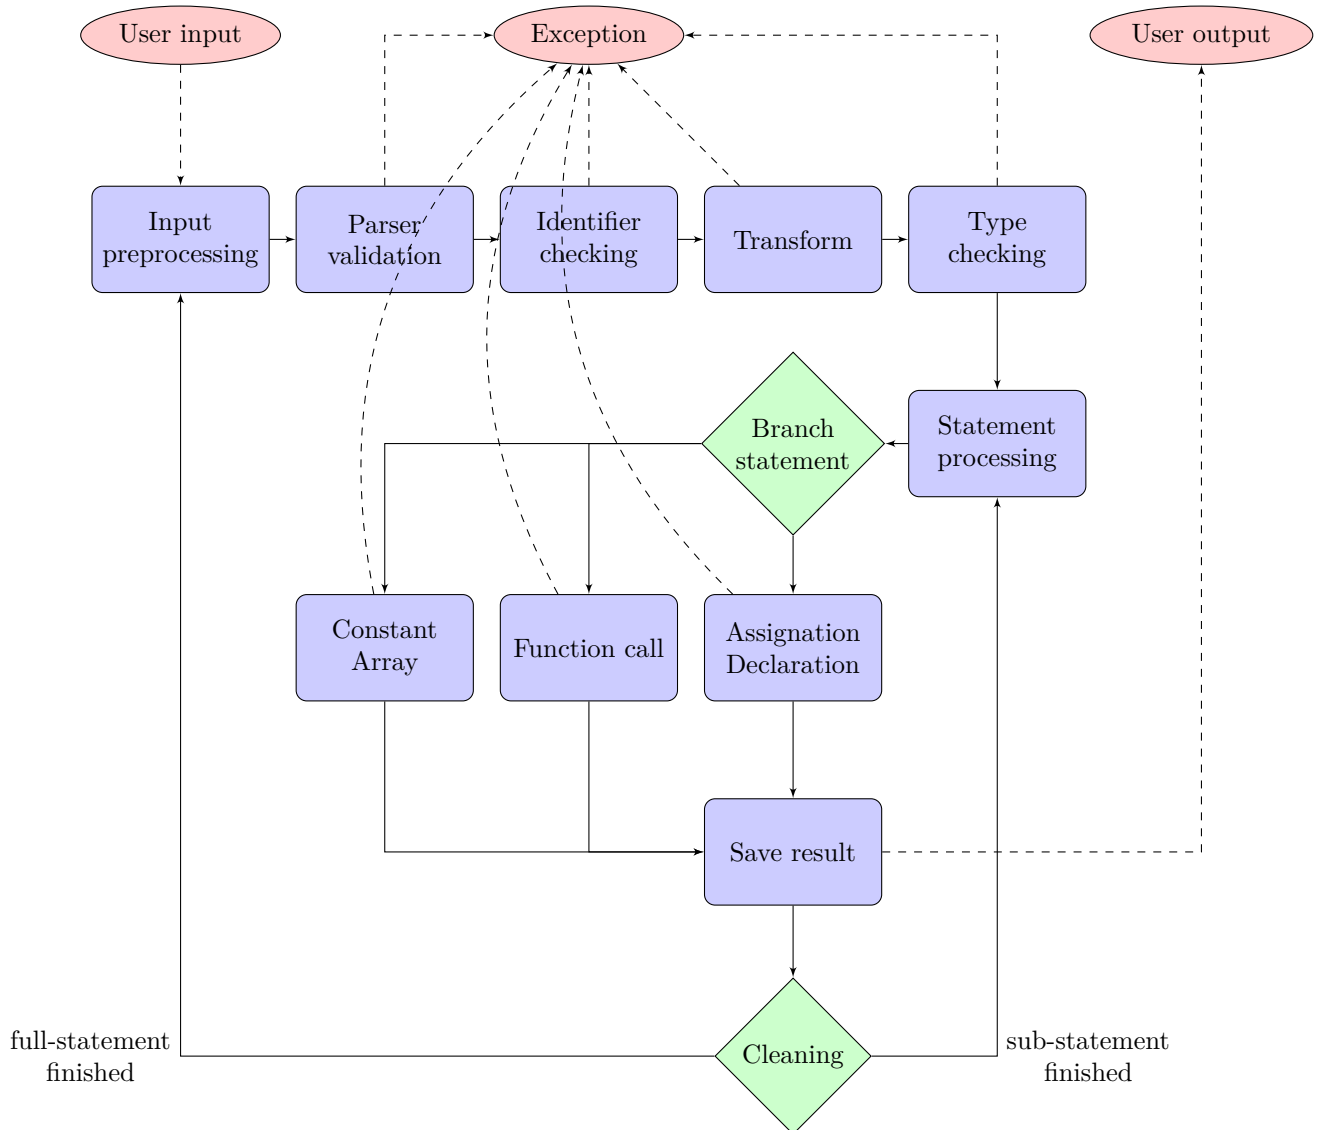 User input
Exception
User output
Input
preprocessing
Parser
validation
Identifier
checking
Transform
Type
checking
Branch
statement
Statement
processing
Constant
Array
Function call
Assignation
Declaration
Save result
full-statement
finished
Cleaning
sub-statement
finished